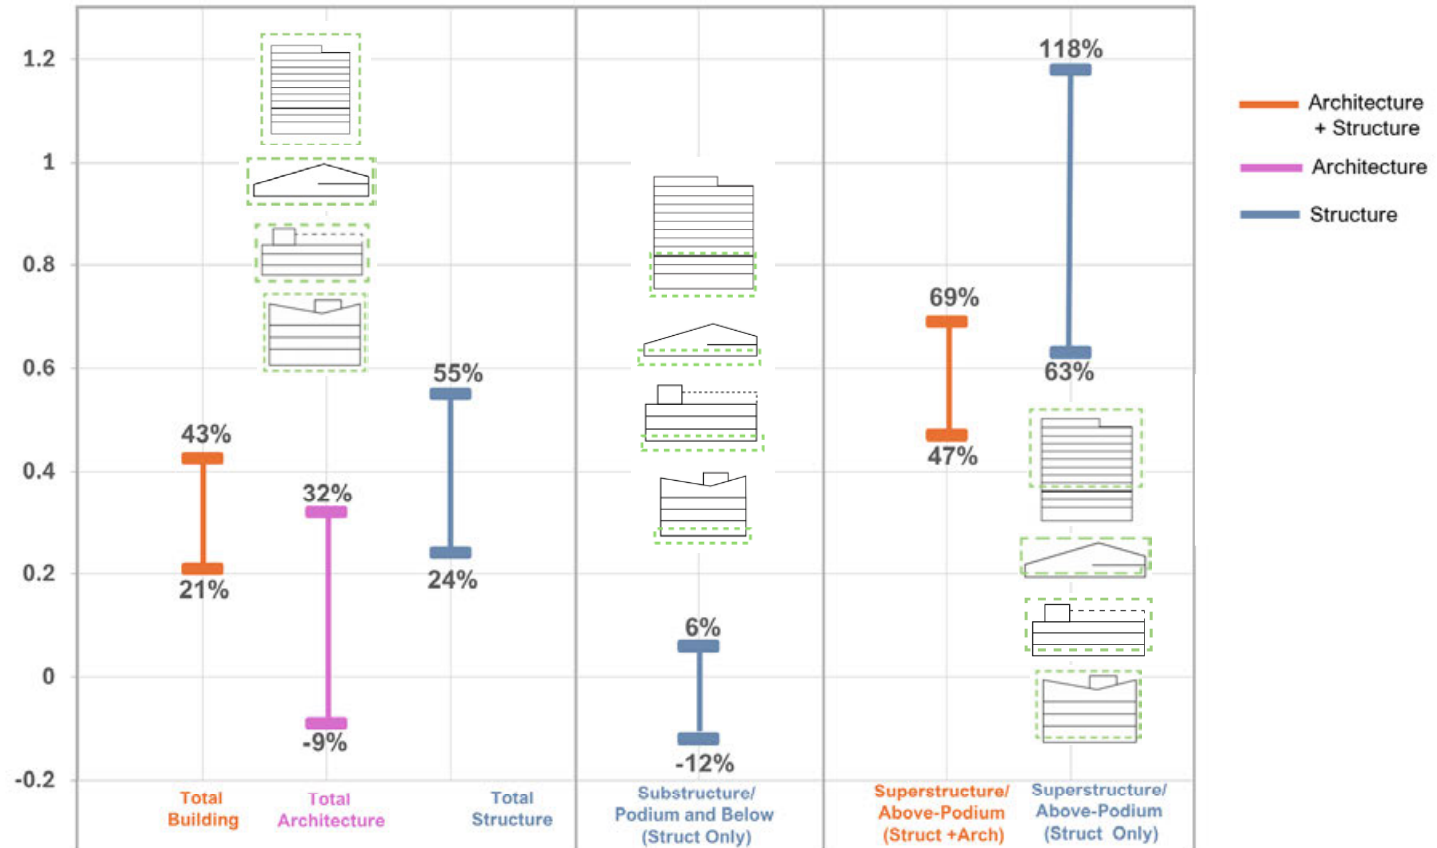 1.2
1
0.8
0.6
0.4
0.2
0
-0.2
43%
21%
32%
-9%
55%
24%
6%
-12%
69%
47%
118%
63%
Total
Building
Total
Architecture
Total
Structure
Substructure/
Podium and Below
(Struct Only)
Superstructure/
Above-Podium
(Struct +Arch)
Superstructure/
Above-Podium
(Struct Only)
Architecture
+ Structure
Architecture
Structure